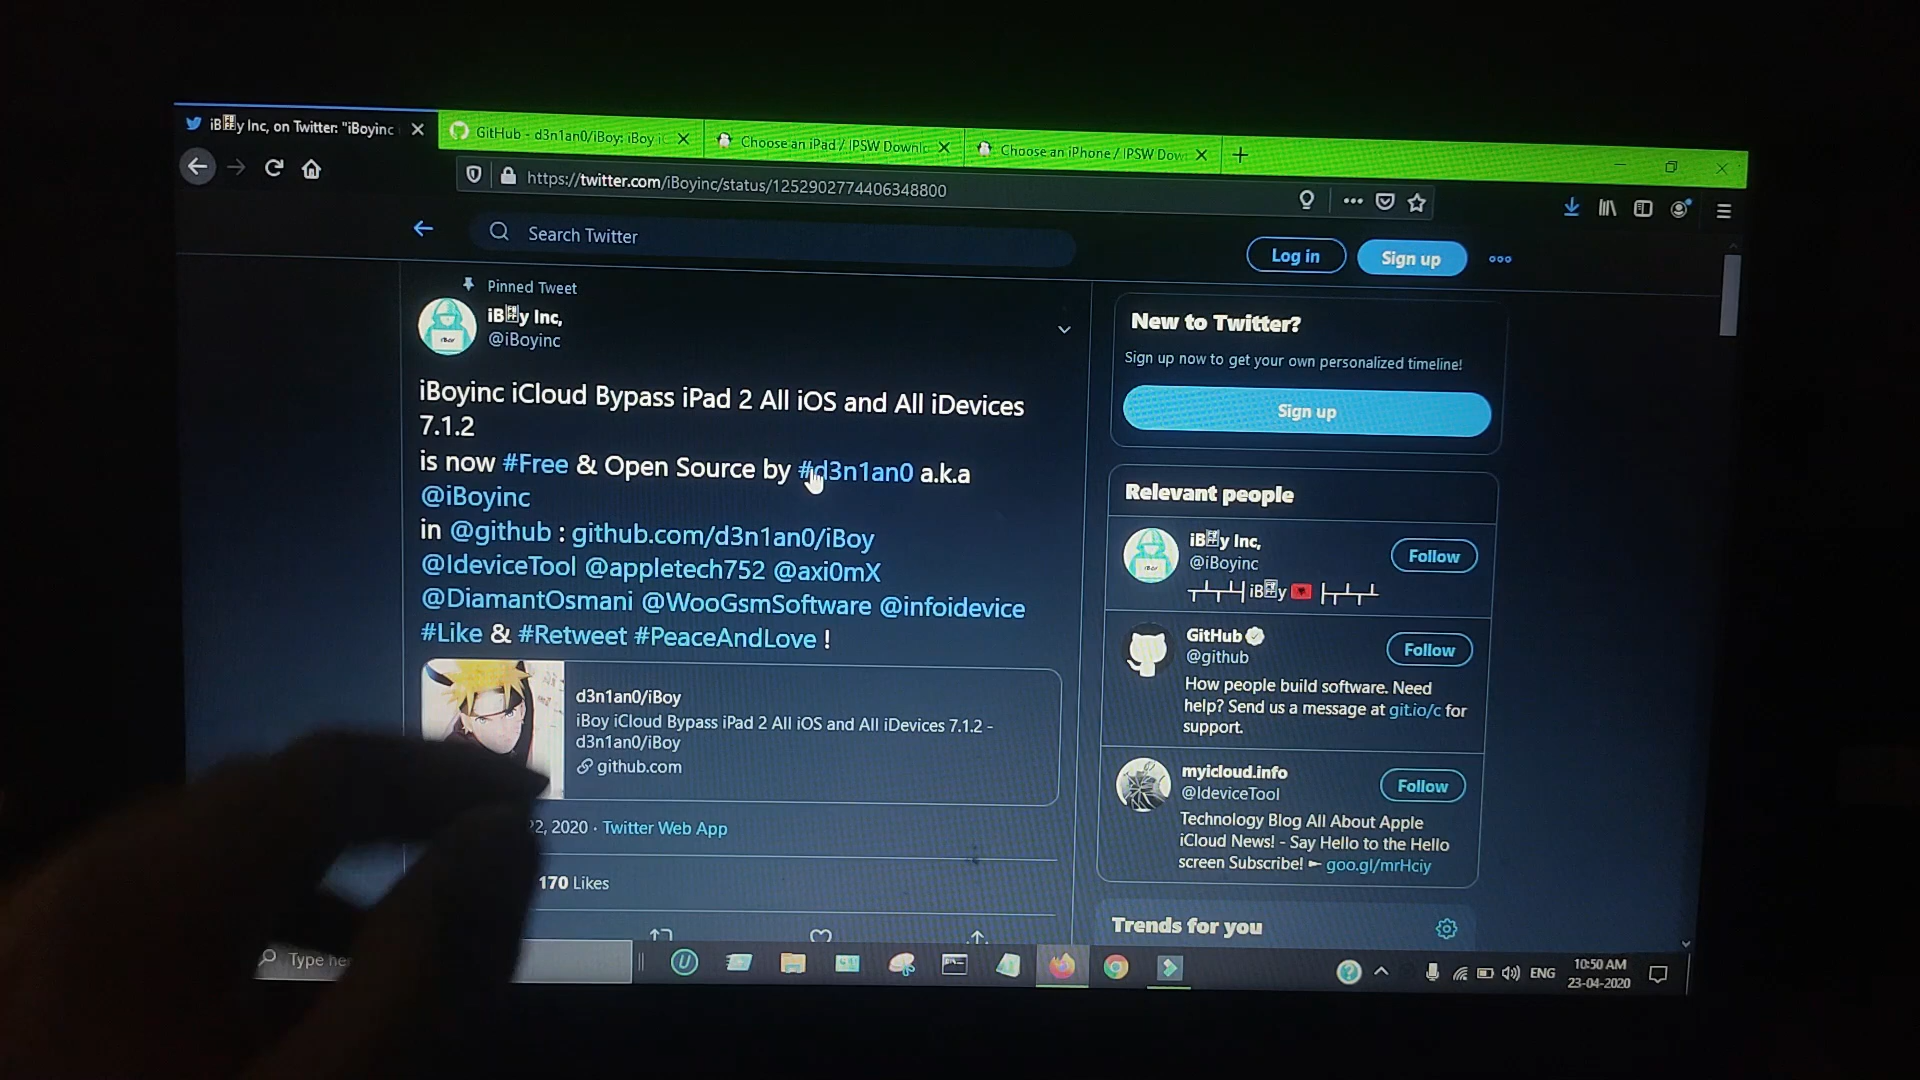 iB y Inc, on Twitter: "iBoyinc
GitHub - d3n1an0/iBoy: iBoy iC
Choose an iPad / IPSW Downlo
Choose an iPhone / IPSW Dow
https://twitter.com/iBoyinc/status/1252902774406348800
Search Twitter
Log in
Sign up
Pinned Tweet
iB y Inc,
@iBoyinc
iBoyinc iCloud Bypass iPad 2 All iOS and All iDevices
7.1.2
is now #Free & Open Source by #d3n1an0 a.k.a
@iBoyinc
in @github : github.com/d3n1an0/iBoy
@IdeviceTool @appletech752 @axi0mX
@DiamantOsmani @WooGsmSoftware @infoidevice
#Like & #Retweet #PeaceAndLove !
d3n1an0/iBoy
iBoy iCloud Bypass iPad 2 All iOS and All iDevices 7.1.2 -
d3n1an0/iBoy
github.com
22, 2020 · Twitter Web App
170 Likes
New to Twitter?
Sign up now to get your own personalized timeline!
Sign up
Relevant people
iB y Inc,
@iBoyinc
Follow
iB y
GitHub
@github
Follow
How people build software. Need
help? Send us a message at git.io/c for
support.
myicloud.info
@IdeviceTool
Follow
Technology Blog All About Apple
iCloud News! - Say Hello to the Hello
screen Subscribe! ► goo.gl/mrHciy
Trends for you
Type he
ENG
10:50 AM
23-04-2020